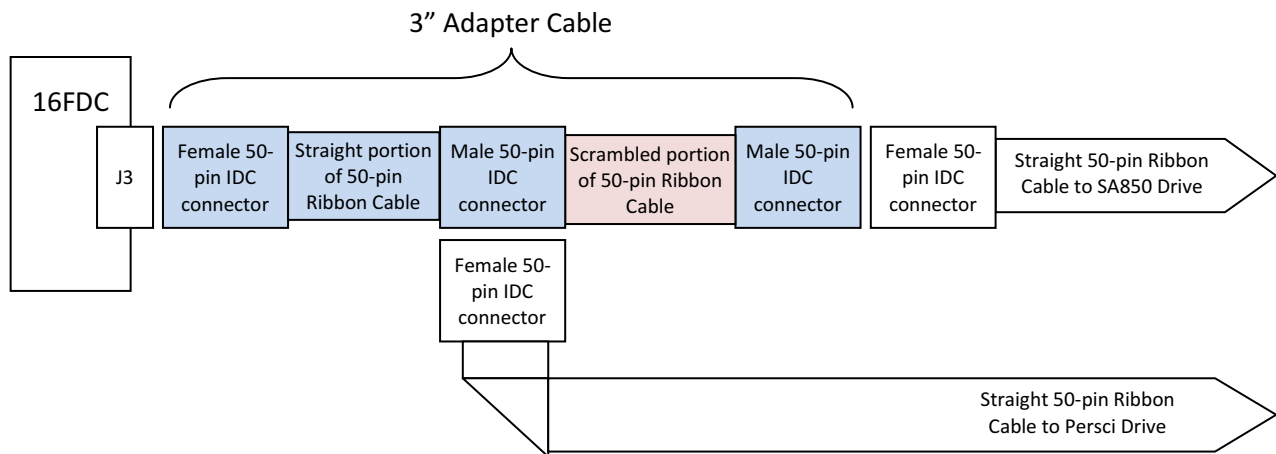 3” Adapter Cable
16FDC
J3
Female 50-
pin IDC
connector
Straight portion
of 50-pin
Ribbon Cable
Male 50-pin
IDC
connector
Scrambled portion
of 50-pin Ribbon
Cable
Male 50-pin
IDC
connector
Female 50-
pin IDC
connector
Straight 50-pin Ribbon
Cable to SA850 Drive
Female 50-
pin IDC
connector
Straight 50-pin Ribbon
Cable to Persci Drive